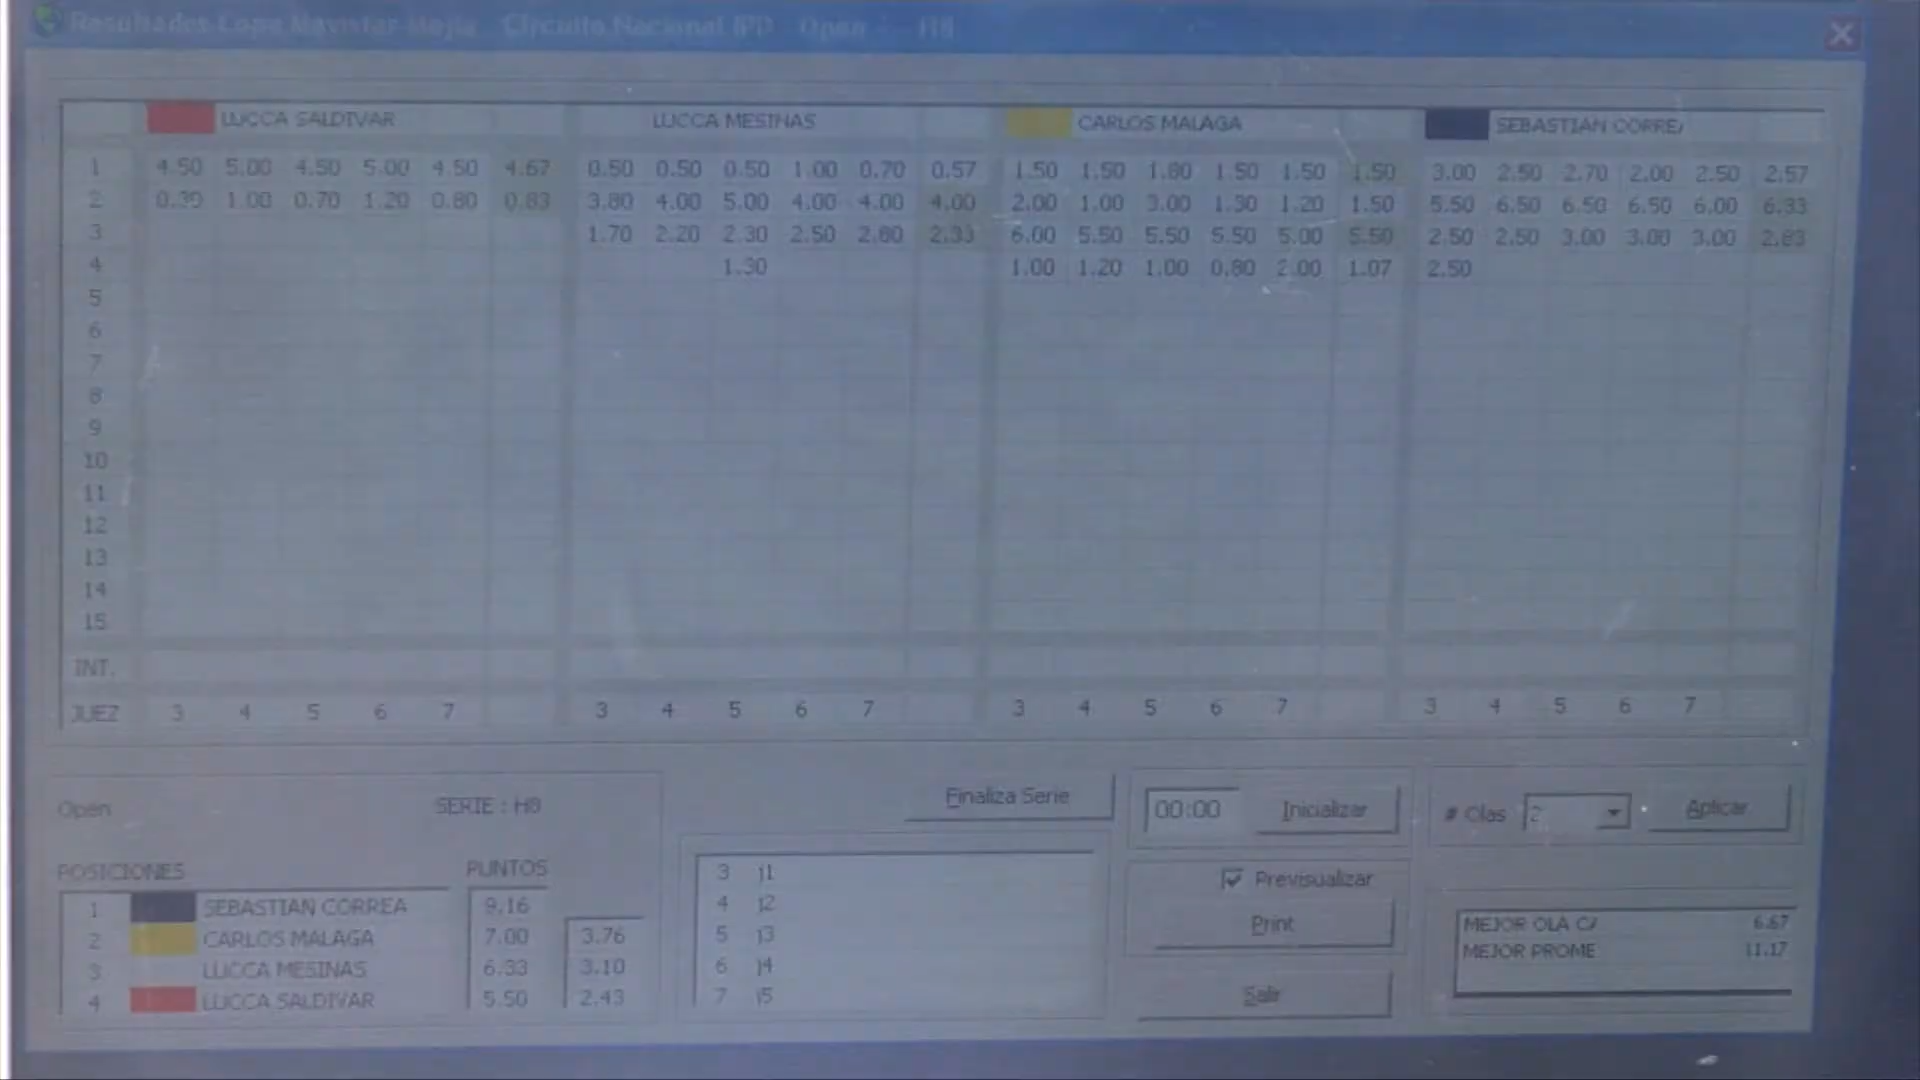 Resultados Copa Movistar Mejia Circuito Nacional IPD Open - H8
LUCCA SALDIVAR LUCCA MESINAS CARLOS MALAGA SEBASTIAN CORREA
1 4.50 5.00 4.50 5.00 4.50 4.67 0.50 0.50 0.50 1.00 0.70 0.57 1.50 1.50 1.80 1.50 1.50 1.50 3.00 2.50 2.70 2.00 2.50 2.57
2 0.30 1.00 0.70 1.20 0.80 0.83 3.80 4.00 5.00 4.00 4.00 4.00 2.00 1.00 3.00 1.30 1.20 1.50 5.50 6.50 6.50 6.50 6.00 6.33
3 1.70 2.20 2.30 2.50 2.80 2.33 6.00 5.50 5.50 5.50 5.00 5.50 2.50 2.50 3.00 3.00 3.00 2.83
4 1.30 1.00 1.20 1.00 0.80 2.00 1.07 2.50
5
6
7
8
9
10
11
12
13
14
15
INT.
JUEZ 3 4 5 6 7 3 4 5 6 7 3 4 5 6 7 3 4 5 6 7
Open SERIE : H8
Finaliza Serie
00:00 Inicializar
# Olas 2 Aplicar
POSICIONES PUNTOS
1 SEBASTIAN CORREA 9.16
2 CARLOS MALAGA 7.00 3.76
3 LUCCA MESINAS 6.33 3.10
4 LUCCA SALDIVAR 5.50 2.43
3 j1
4 j2
5 j3
6 j4
7 j5
Previsualizar
Print
Salir
MEJOR OLA CA 6.67
MEJOR PROME 11.17